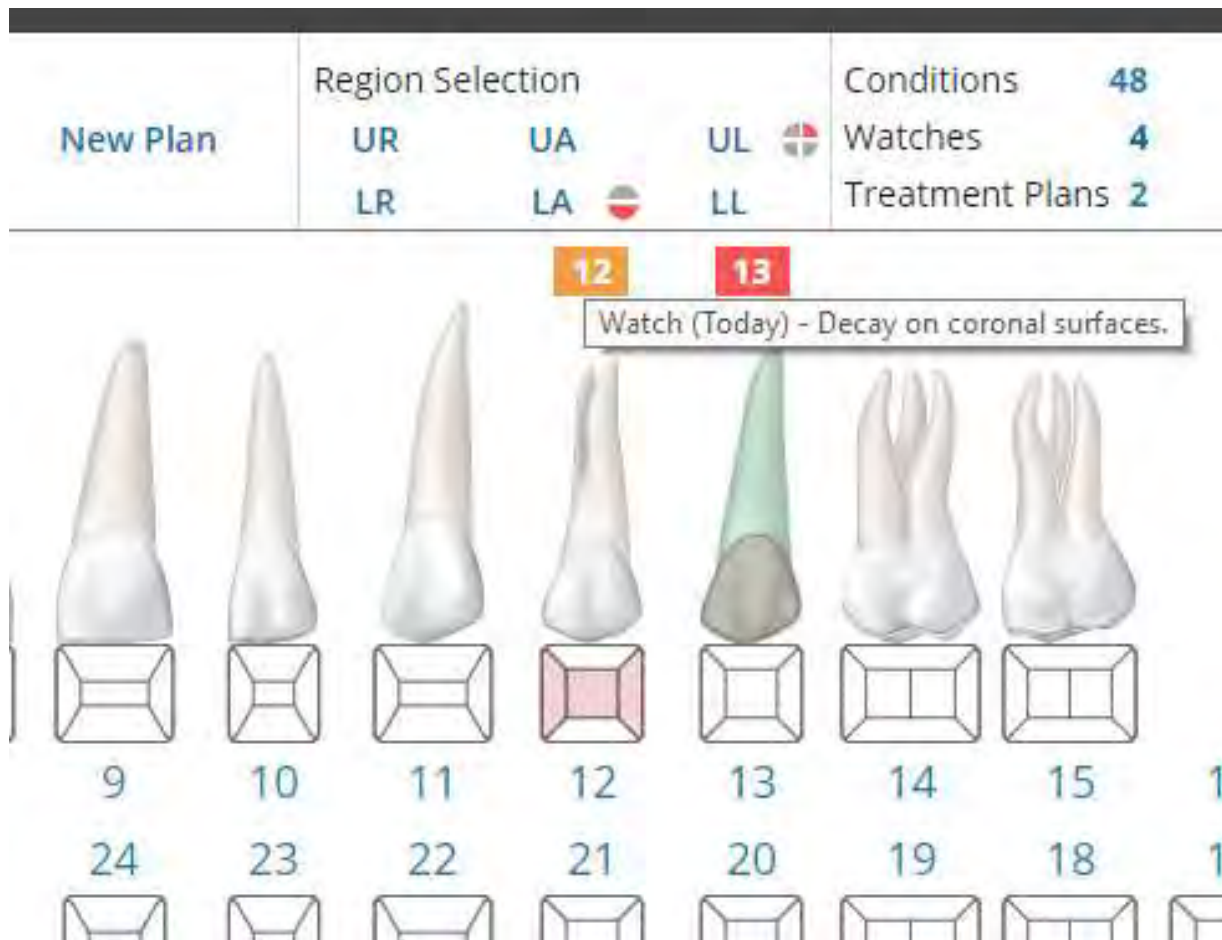 New Plan
Region Selection
UR UA UL
LR LA LL
Conditions 48
Watches 4
Treatment Plans 2
12 13
Watch (Today) - Decay on coronal surfaces.
9 10 11 12 13 14 15
24 23 22 21 20 19 18